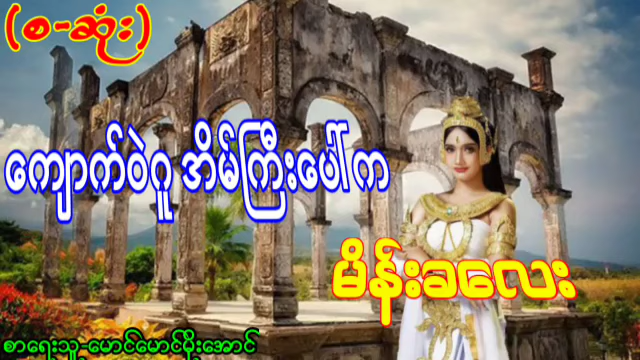 (စ-ဆုံး)
ကျောက်ဝဲဂူ အိမ်ကြီးပေါ်က
မိန်းခလေး
စာရေးသူ-မောင်မောင်မိုးအောင်